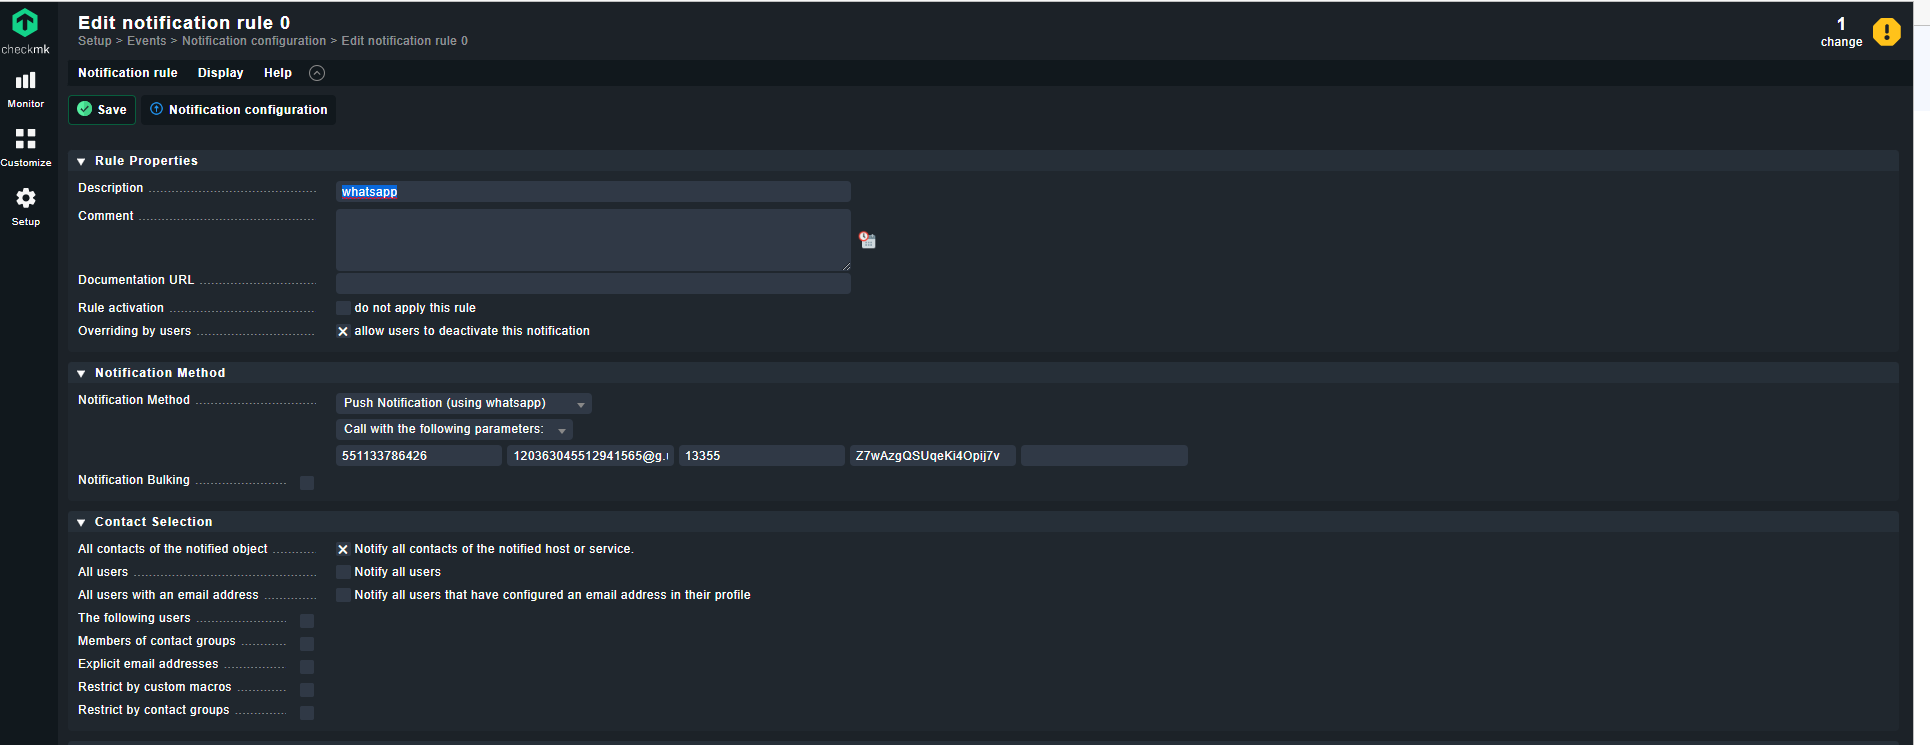 Edit notification rule 0
Setup > Events > Notification configuration > Edit notification rule 0
1
change
checkmk
Monitor
Customize
Setup
Notification rule Display Help
Save Notification configuration
Rule Properties
Description whatsapp
Comment
Documentation URL
Rule activation do not apply this rule
Overriding by users allow users to deactivate this notification
Notification Method
Notification Method Push Notification (using whatsapp)
Call with the following parameters:
551133786426 120363045512941565@g. 13355 Z7wAzgQSUqeKi4Opij7v
Notification Bulking
Contact Selection
All contacts of the notified object Notify all contacts of the notified host or service.
All users Notify all users
All users with an email address Notify all users that have configured an email address in their profile
The following users
Members of contact groups
Explicit email addresses
Restrict by custom macros
Restrict by contact groups